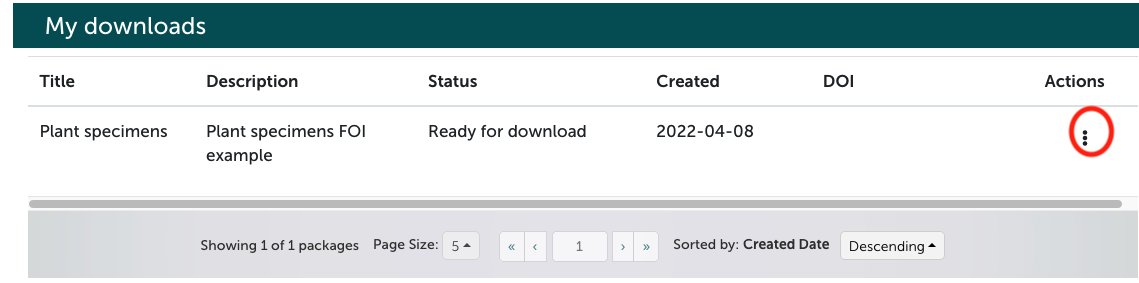 My downloads
Title Description Status Created DOI Actions
Plant specimens Plant specimens FOI Ready for download 2022-04-08
example
Showing 1 of 1 packages Page Size: 5 « ‹ 1 › » Sorted by: Created Date Descending